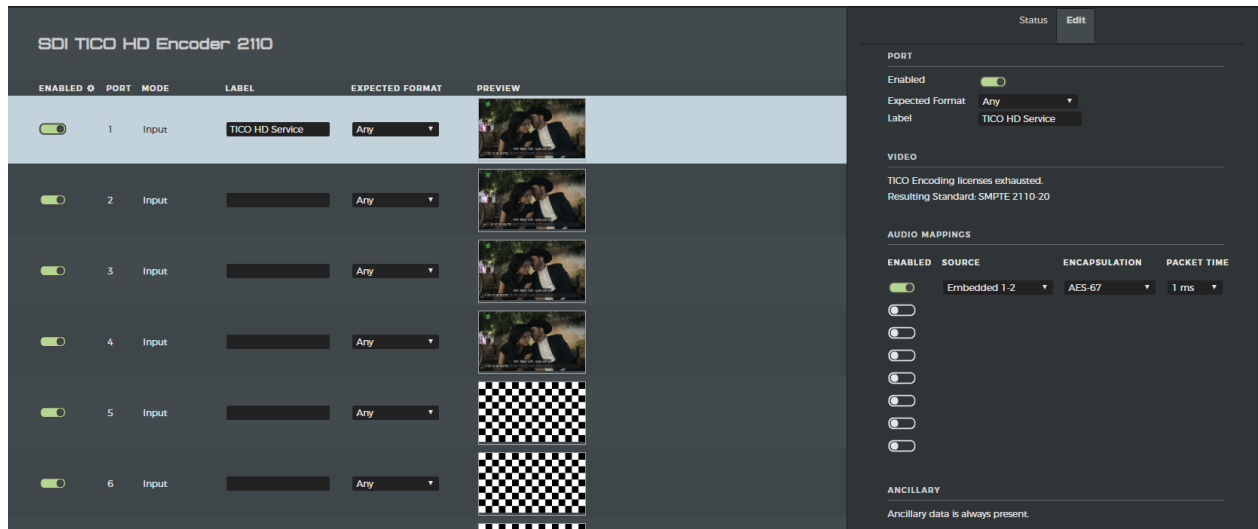 Status Edit
SDI TICO HD Encoder 2110
PORT
Enabled
ENABLED PORT MODE LABEL EXPECTED FORMAT PREVIEW
Expected Format Any
Label TICO HD Service
1 Input TICO HD Service Any
VIDEO
TICO Encoding licenses exhausted.
Resulting Standard: SMPTE 2110-20
2 Input Any
AUDIO MAPPINGS
ENABLED SOURCE ENCAPSULATION PACKET TIME
3 Input Any
Embedded 1-2 AES-67 1 ms
4 Input Any
5 Input Any
6 Input Any
ANCILLARY
Ancillary data is always present.